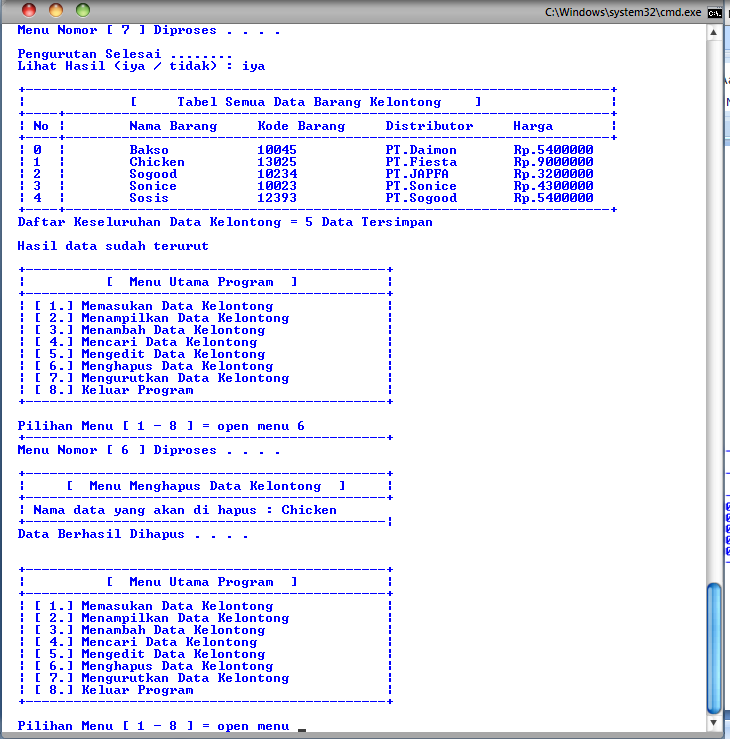 C:\Windows\system32\cmd.exe
Menu Nomor [ 7 ] Diproses . . . .
Pengurutan Selesai ........
Lihat Hasil (iya / tidak) : iya
[ Tabel Semua Data Barang Kelontong ]
No Nama Barang Kode Barang Distributor Harga
0 Bakso 10045 PT.Daimon Rp.5400000
1 Chicken 13025 PT.Fiesta Rp.9000000
2 Sogood 10234 PT.JAPFA Rp.3200000
3 Sonice 10023 PT.Sonice Rp.4300000
4 Sosis 12393 PT.Sogood Rp.5400000
Daftar Keseluruhan Data Kelontong = 5 Data Tersimpan
Hasil data sudah terurut
[ Menu Utama Program ]
[ 1.] Memasukan Data Kelontong
[ 2.] Menampilkan Data Kelontong
[ 3.] Menambah Data Kelontong
[ 4.] Mencari Data Kelontong
[ 5.] Mengedit Data Kelontong
[ 6.] Menghapus Data Kelontong
[ 7.] Mengurutkan Data Kelontong
[ 8.] Keluar Program
Pilihan Menu [ 1 - 8 ] = open menu 6
Menu Nomor [ 6 ] Diproses . . . .
[ Menu Menghapus Data Kelontong ]
Nama data yang akan di hapus : Chicken
Data Berhasil Dihapus . . . .
[ Menu Utama Program ]
[ 1.] Memasukan Data Kelontong
[ 2.] Menampilkan Data Kelontong
[ 3.] Menambah Data Kelontong
[ 4.] Mencari Data Kelontong
[ 5.] Mengedit Data Kelontong
[ 6.] Menghapus Data Kelontong
[ 7.] Mengurutkan Data Kelontong
[ 8.] Keluar Program
Pilihan Menu [ 1 - 8 ] = open menu _